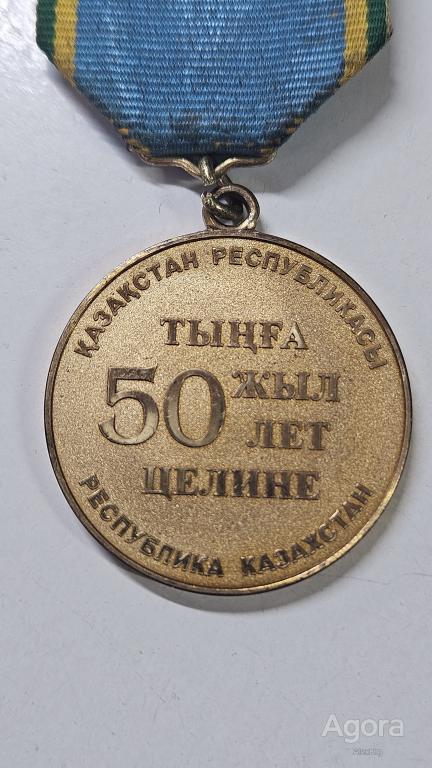 ҚАЗАҚСТАН РЕСПУБЛИКАСЫ
ТЫҢҒА
50 ЖЫЛ
ЛЕТ
ЦЕЛИНЕ
РЕСПУБЛИКА КАЗАХСТАН
Agora